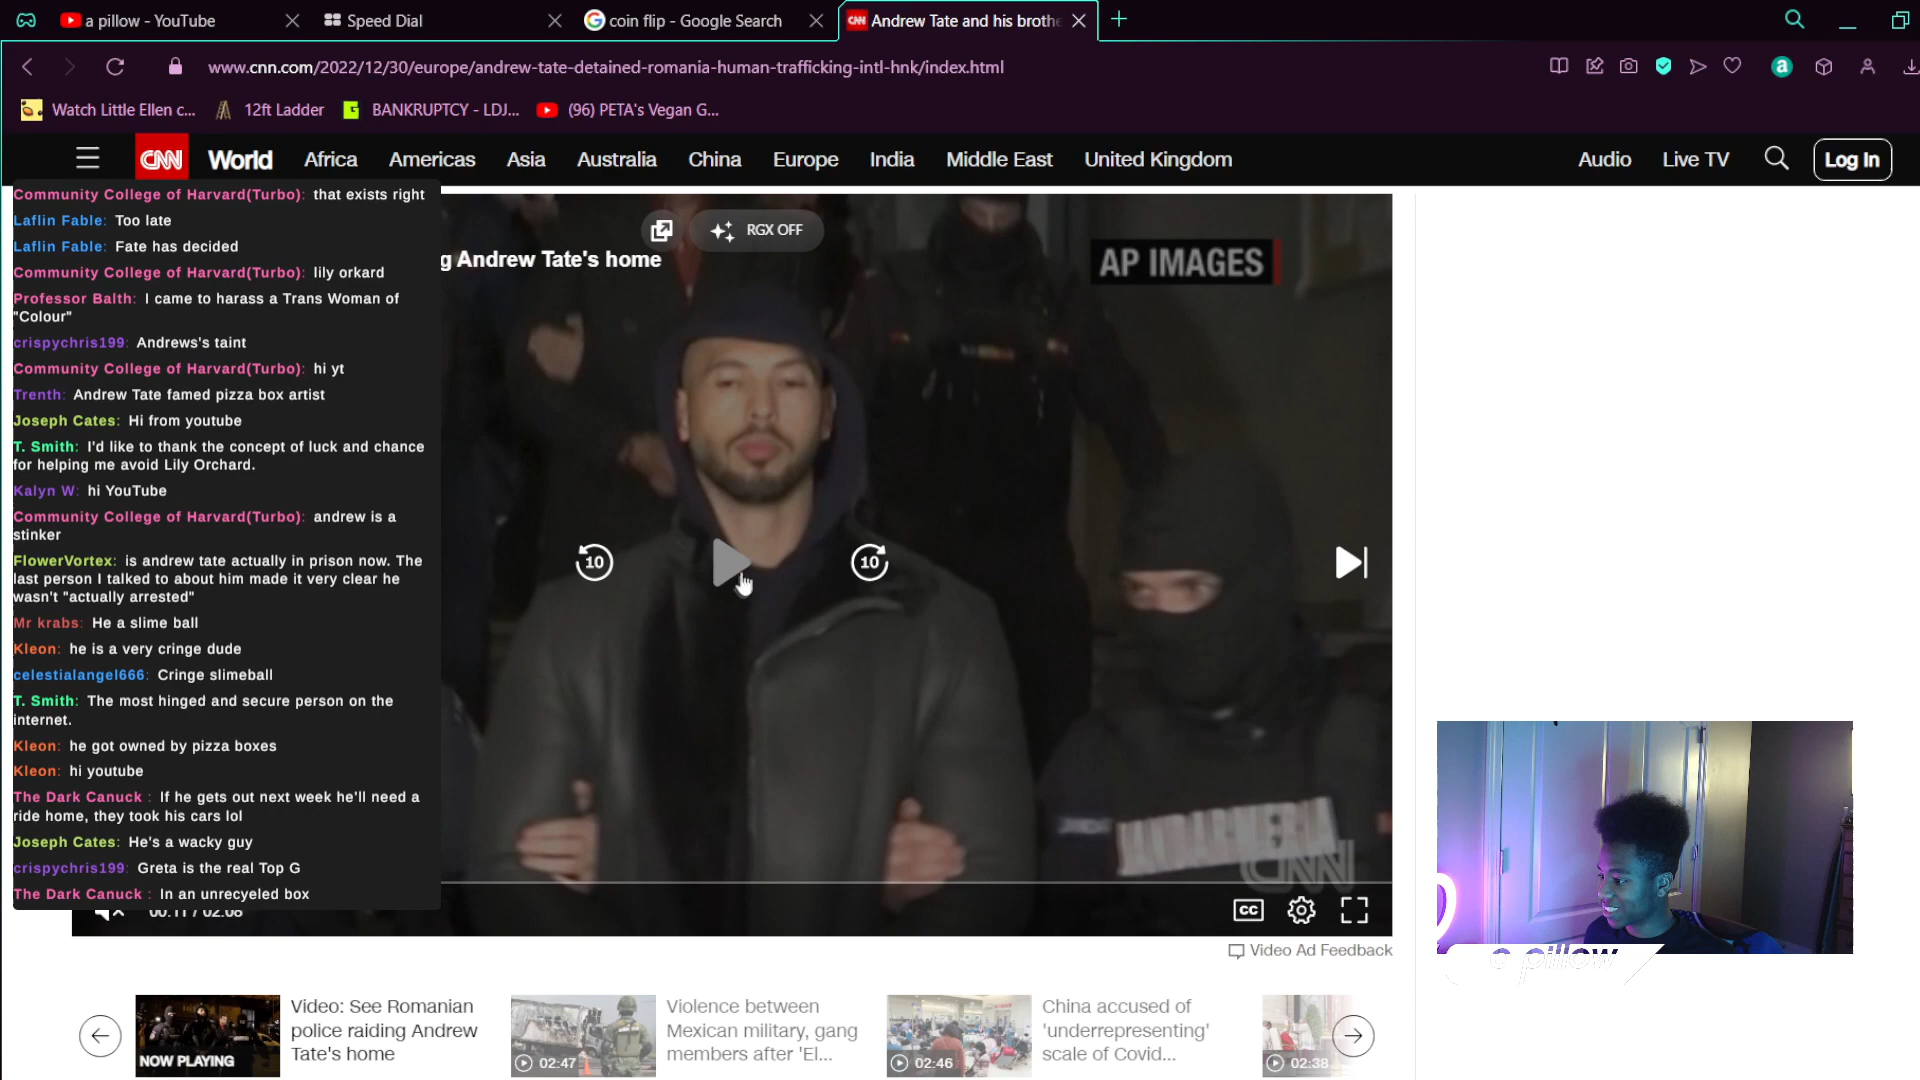 a pillow - YouTube
Speed Dial
coin flip - Google Search
CNN Andrew Tate and his brothe
www.cnn.com/2022/12/30/europe/andrew-tate-detained-romania-human-trafficking-intl-hnk/index.html
Watch Little Ellen c...
12ft Ladder
BANKRUPTCY - LDJ...
(96) PETA's Vegan G...
CNN World Africa Americas Asia Australia China Europe India Middle East United Kingdom Audio Live TV Log In
Community College of Harvard(Turbo): that exists right
Laflin Fable: Too late
Laflin Fable: Fate has decided
Community College of Harvard(Turbo): lily orkard
Professor Balth: I came to harass a Trans Woman of
"Colour"
crispychris199: Andrews's taint
Community College of Harvard(Turbo): hi yt
Trenth: Andrew Tate famed pizza box artist
Joseph Cates: Hi from youtube
T. Smith: I'd like to thank the concept of luck and chance
for helping me avoid Lily Orchard.
Kalyn W: hi YouTube
Community College of Harvard(Turbo): andrew is a
stinker
FlowerVortex: is andrew tate actually in prison now. The
last person I talked to about him made it very clear he
wasn't "actually arrested"
Mr krabs: He a slime ball
Kleon: he is a very cringe dude
celestialangel666: Cringe slimeball
T. Smith: The most hinged and secure person on the
internet.
Kleon: he got owned by pizza boxes
Kleon: hi youtube
The Dark Canuck : If he gets out next week he'll need a
ride home, they took his cars lol
Joseph Cates: He's a wacky guy
crispychris199: Greta is the real Top G
The Dark Canuck : In an unrecyeled box
RGX OFF
g Andrew Tate's home
AP IMAGES
10
10
JANDARMERIA
CNN
00:11 / 02:08
CC
Video Ad Feedback
a pillow
NOW PLAYING
Video: See Romanian
police raiding Andrew
Tate's home
02:47
Violence between
Mexican military, gang
members after 'El...
02:46
China accused of
'underrepresenting'
scale of Covid...
02:38